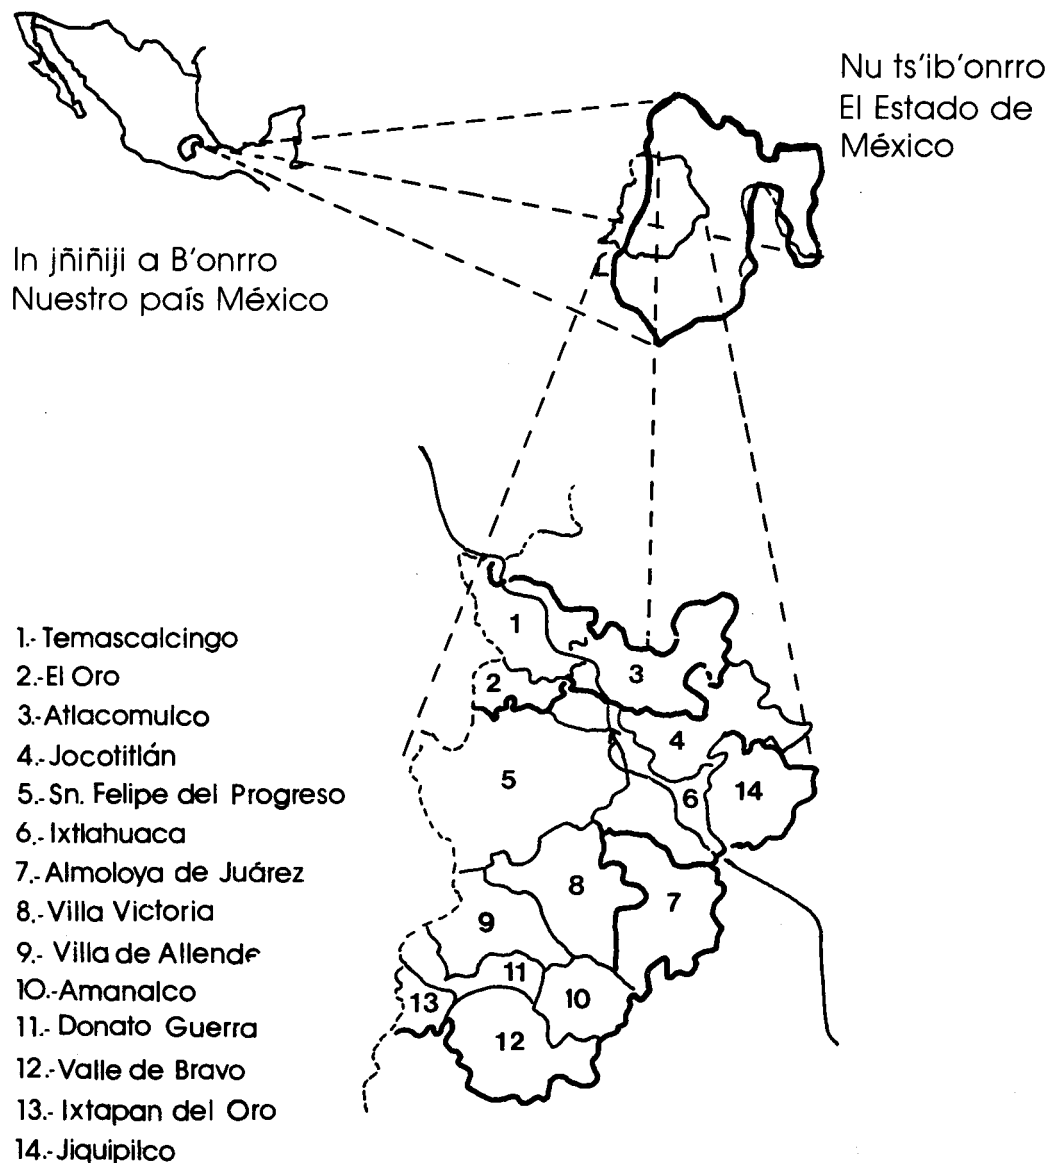 Nu ts'ib'onrro
El Estado de
México
In jñiñiji a B'onrro
Nuestro país México
1.- Temascalcingo
2.-El Oro
3.-Atlacomulco
4.-Jocotitlán
5.-Sn. Felipe del Progreso
6.-Ixtlahuaca
7.-Almoloya de Juárez
8.-Villa Victoria
9.- Villa de Allende
10.-Amanalco
11.- Donato Guerra
12.-Valle de Bravo
13.- Ixtapan del Oro
14.-Jiquipilco
1
2
3
4
5
6
14
8
7
9
11
10
13
12